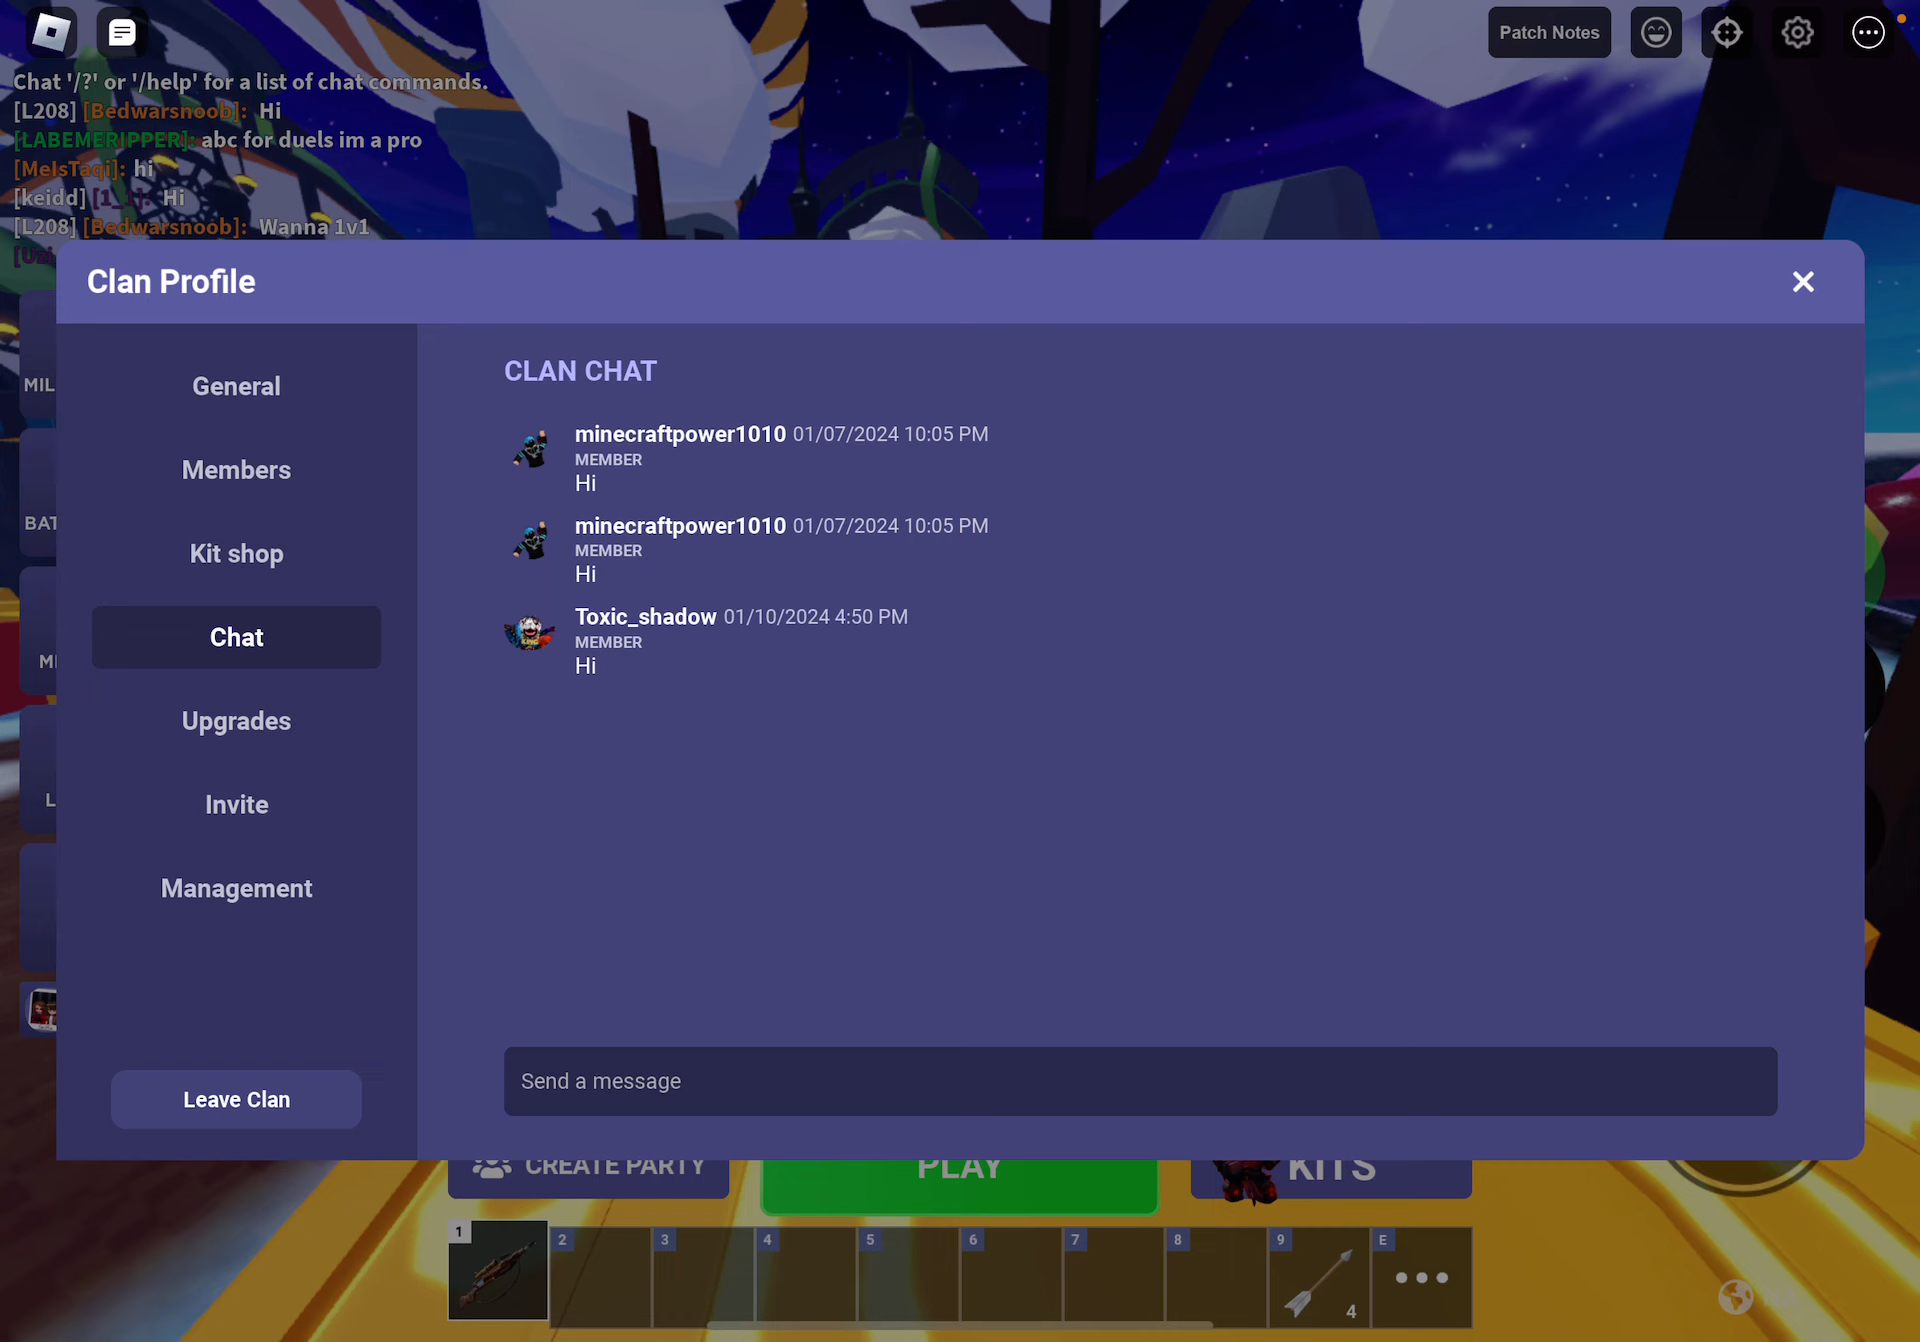 Patch Notes
Chat '/?' or '/help' for a list of chat commands.
[L208] [Bedwarsnoob]: Hi
[LABEMERIPPER]: abc for duels im a pro
[MeIsTaqi]: hi
[keidd] [1_1]: Hi
[L208] [Bedwarsnoob]: Wanna 1v1
[Uzi
Clan Profile
General
Members
Kit shop
Chat
Upgrades
Invite
Management
Leave Clan
MIL
BAT
MI
L
CLAN CHAT
minecraftpower1010 01/07/2024 10:05 PM
MEMBER
Hi
minecraftpower1010 01/07/2024 10:05 PM
MEMBER
Hi
Toxic_shadow 01/10/2024 4:50 PM
MEMBER
Hi
Send a message
CREATE PARTY
PLAY
KITS
1
2
3
4
5
6
7
8
9
E
4